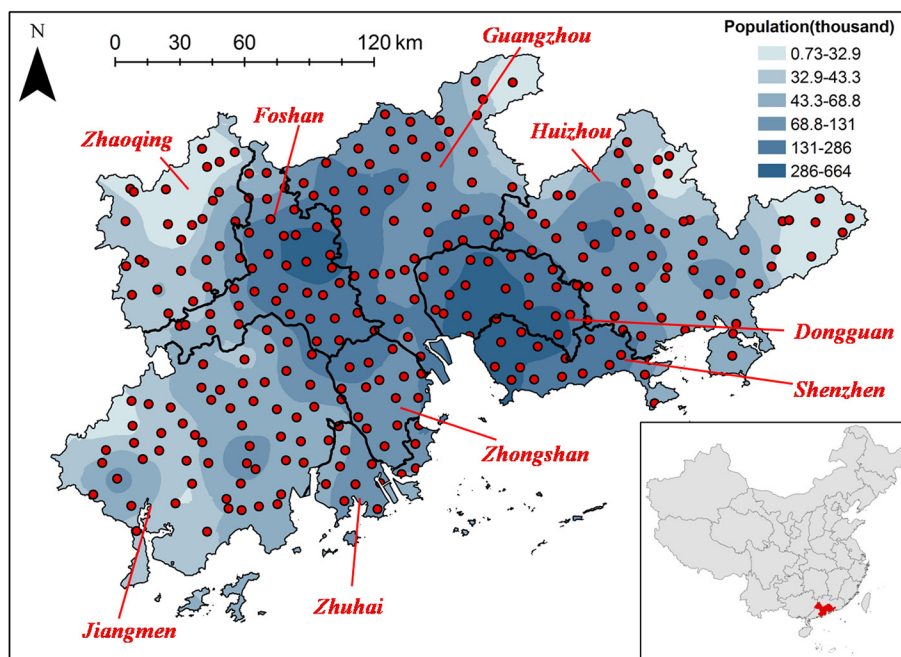 N
0 30 60 120 km
Guangzhou
Foshan
Zhaoqing
Huizhou
Population(thousand)
0.73-32.9
32.9-43.3
43.3-68.8
68.8-131
131-286
286-664
Dongguan
Shenzhen
Zhongshan
Zhuhai
Jiangmen